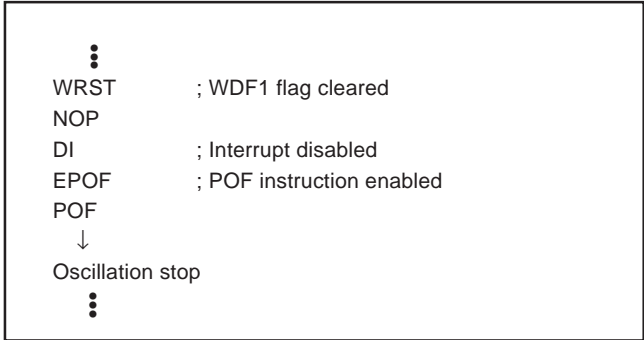 WRST ; WDF1 flag cleared
NOP
DI ; Interrupt disabled
EPOF ; POF instruction enabled
POF
↓
Oscillation stop